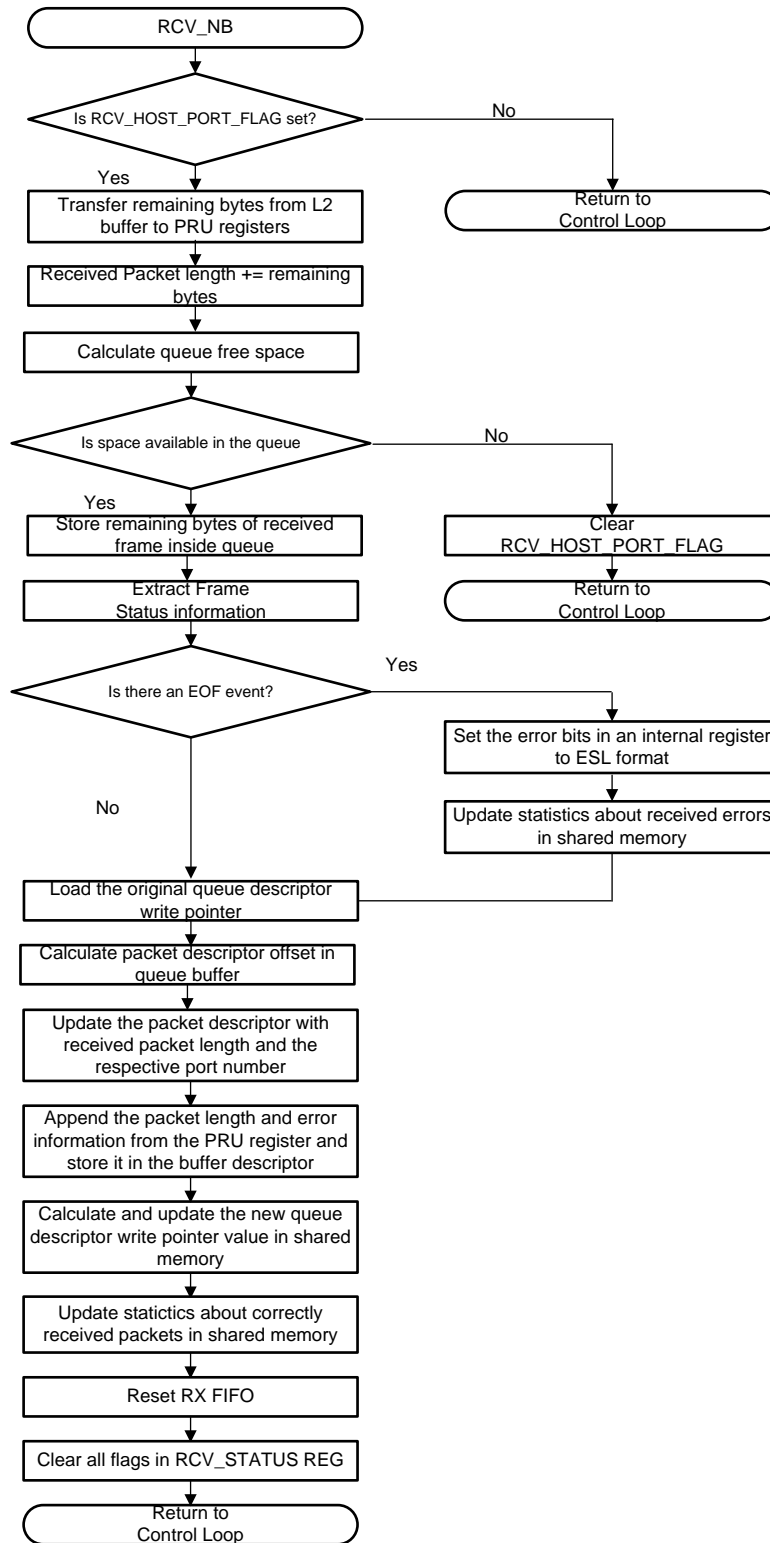 RCV_NB
Is RCV_HOST_PORT_FLAG set?
No
Yes
Return to
Control Loop
Transfer remaining bytes from L2
buffer to PRU registers
Received Packet length += remaining
bytes
Calculate queue free space
Is space available in the queue
No
Yes
Store remaining bytes of received
frame inside queue
Clear
RCV_HOST_PORT_FLAG
Extract Frame
Status information
Return to
Control Loop
Is there an EOF event?
Yes
Set the error bits in an internal register
to ESL format
No
Update statistics about received errors
in shared memory
Load the original queue descriptor
write pointer
Calculate packet descriptor offset in
queue buffer
Update the packet descriptor with
received packet length and the
respective port number
Append the packet length and error
information from the PRU register and
store it in the buffer descriptor
Calculate and update the new queue
descriptor write pointer value in shared
memory
Update statictics about correctly
received packets in shared memory
Reset RX FIFO
Clear all flags in RCV_STATUS REG
Return to
Control Loop